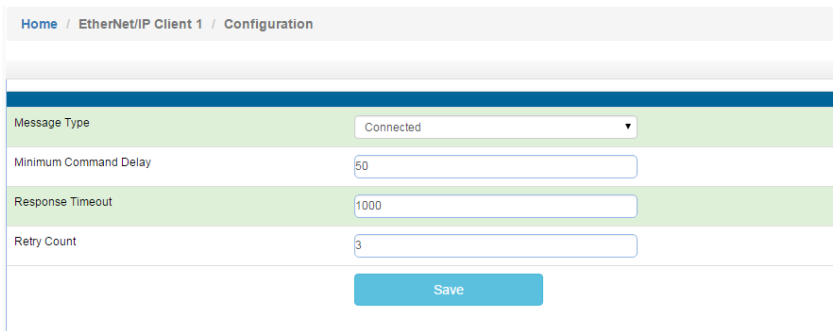 Home / EtherNet/IP Client 1 / Configuration
Message Type Connected
Minimum Command Delay 50
Response Timeout 1000
Retry Count 3
Save